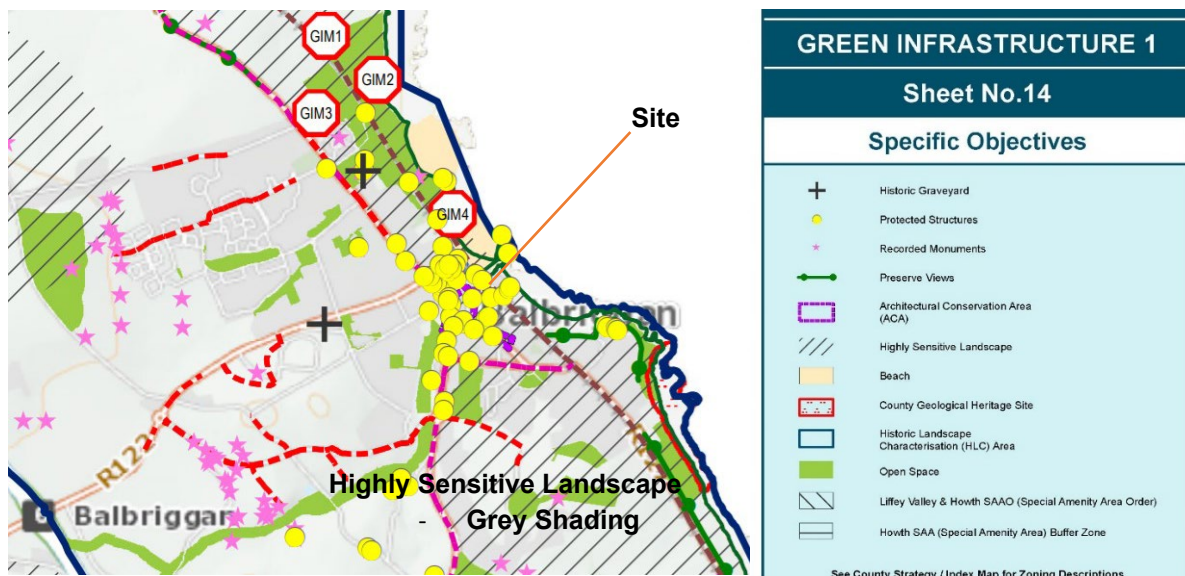 GIM1
GIM2
GIM3
GIM4
Site
Balbriggan
R122
Highly Sensitive Landscape
- Grey Shading
Balbriggan
GREEN INFRASTRUCTURE 1
Sheet No.14
Specific Objectives
Historic Graveyard
Protected Structures
Recorded Monuments
Preserve Views
Architectural Conservation Area
(ACA)
Highly Sensitive Landscape
Beach
County Geological Heritage Site
Historic Landscape
Characterisation (HLC) Area
Open Space
Liffey Valley & Howth SAAO (Special Amenity Area Order)
Howth SAA (Special Amenity Area) Buffer Zone
See County Strategy / Index Map for Zoning Descriptions